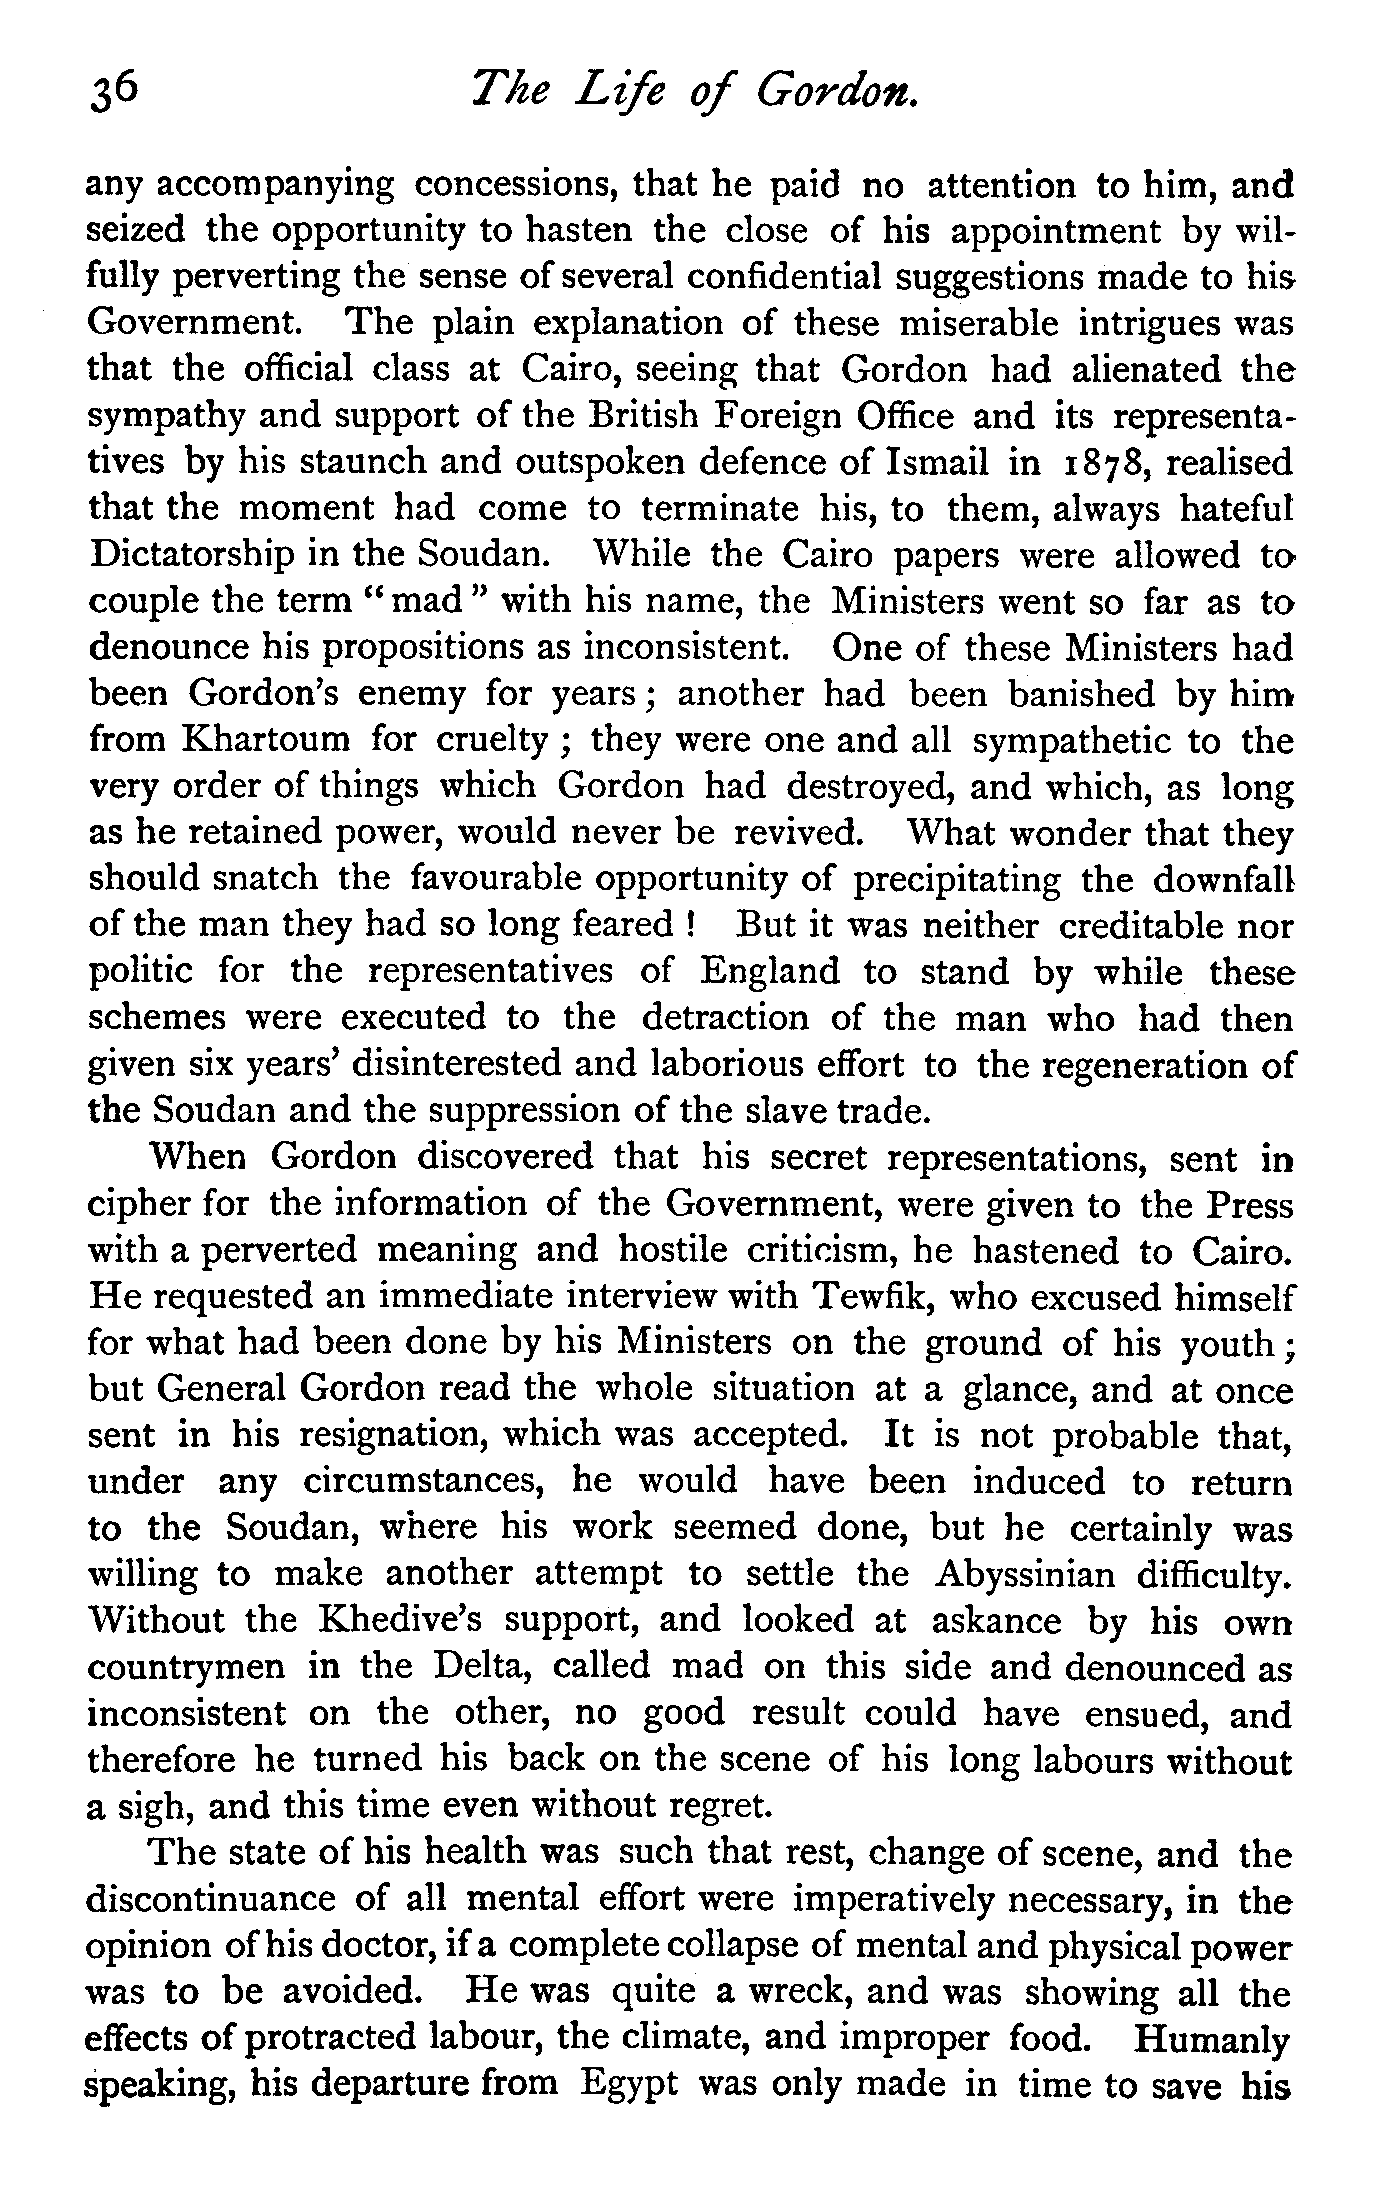 36 The Life of Gordon.
any accompanying concessions, that he paid no attention to him, and
seized the opportunity to hasten the close of his appointment by wil-
fully perverting the sense of several confidential suggestions made to his
Government. The plain explanation of these miserable intrigues was
that the official class at Cairo, seeing that Gordon had alienated the
sympathy and support of the British Foreign Office and its representa-
tives by his staunch and outspoken defence of Ismail in 1878, realised
that the moment had come to terminate his, to them, always hateful
Dictatorship in the Soudan. While the Cairo papers were allowed to
couple the term “ mad ” with his name, the Ministers went so far as to
denounce his propositions as inconsistent. One of these Ministers had
been Gordon’s enemy for years ; another had been banished by him
from Khartoum for cruelty ; they were one and all sympathetic to the
very order of things which Gordon had destroyed, and which, as long
as he retained power, would never be revived. What wonder that they
should snatch the favourable opportunity of precipitating the downfall
of the man they had so long feared ! But it was neither creditable nor
politic for the representatives of England to stand by while these
schemes were executed to the detraction of the man who had then
given six years’ disinterested and laborious effort to the regeneration of
the Soudan and the suppression of the slave trade.
When Gordon discovered that his secret representations, sent in
cipher for the information of the Government, were given to the Press
with a perverted meaning and hostile criticism, he hastened to Cairo.
He requested an immediate interview with Tewfik, who excused himself
for what had been done by his Ministers on the ground of his youth ;
but General Gordon read the whole situation at a glance, and at once
sent in his resignation, which was accepted. It is not probable that,
under any circumstances, he would have been induced to return
to the Soudan, where his work seemed done, but he certainly was
willing to make another attempt to settle the Abyssinian difficulty.
Without the Khedive’s support, and looked at askance by his own
countrymen in the Delta, called mad on this side and denounced as
inconsistent on the other, no good result could have ensued, and
therefore he turned his back on the scene of his long labours without
a sigh, and this time even without regret.
The state of his health was such that rest, change of scene, and the
discontinuance of all mental effort were imperatively necessary, in the
opinion of his doctor, if a complete collapse of mental and physical power
was to be avoided. He was quite a wreck, and was showing all the
effects of protracted labour, the climate, and improper food. Humanly
speaking, his departure from Egypt was only made in time to save his